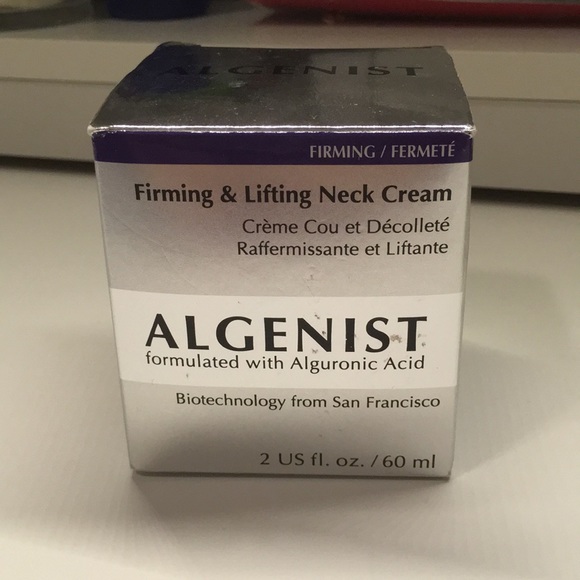 ALGENIST
FIRMING / FERMETÉ
Firming & Lifting Neck Cream
Crème Cou et Décolleté
Raffermissante et Liftante
ALGENIST
formulated with Alguronic Acid
Biotechnology from San Francisco
2 US fl. oz. / 60 ml